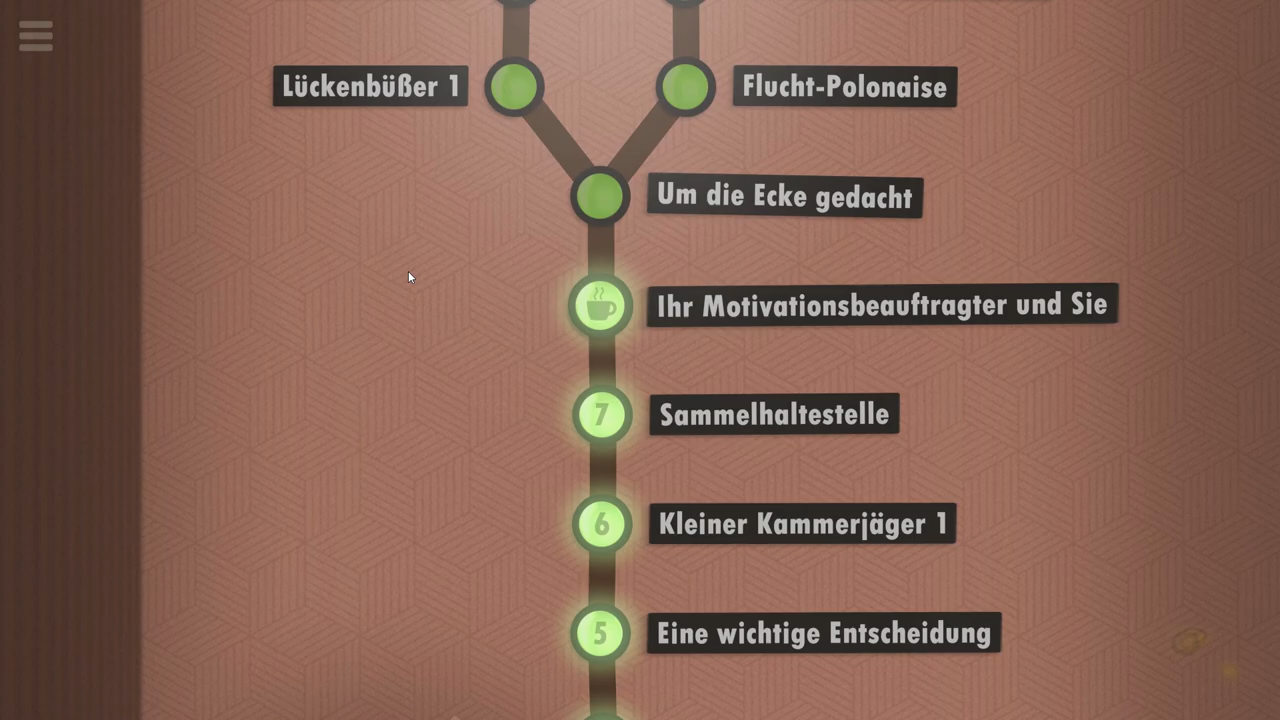 Lückenbüßer 1
Flucht-Polonaise
Um die Ecke gedacht
Ihr Motivationsbeauftragter und Sie
7 Sammelhaltestelle
6 Kleiner Kammerjäger 1
5 Eine wichtige Entscheidung